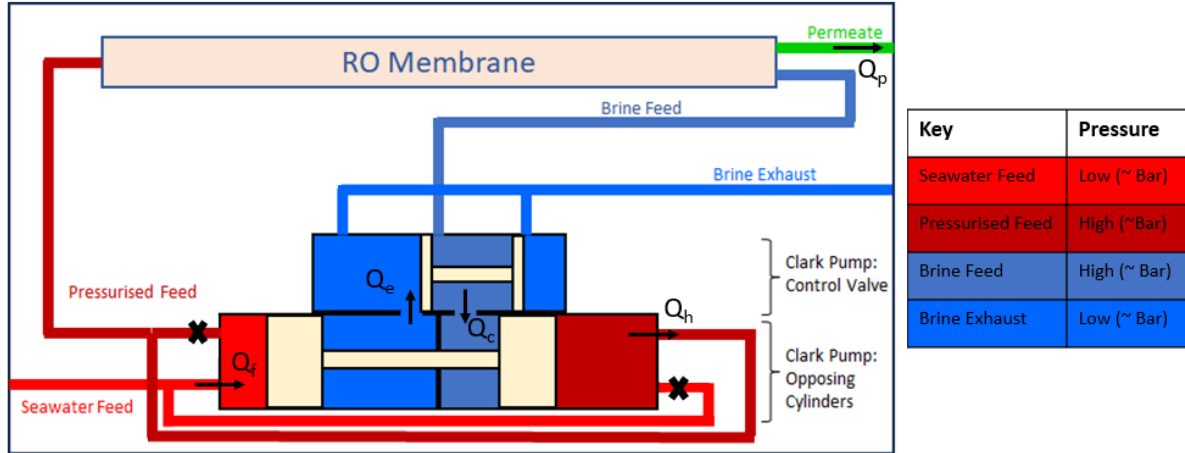 Permeate
RO Membrane
Qp
Brine Feed
Brine Exhaust
Pressurised Feed
Qe
Qc
Qh
Qf
Seawater Feed
Clark Pump:
Control Valve
Clark Pump:
Opposing
Cylinders
Key Pressure
Seawater Feed Low (~ Bar)
Pressurised Feed High (~Bar)
Brine Feed High (~ Bar)
Brine Exhaust Low (~ Bar)